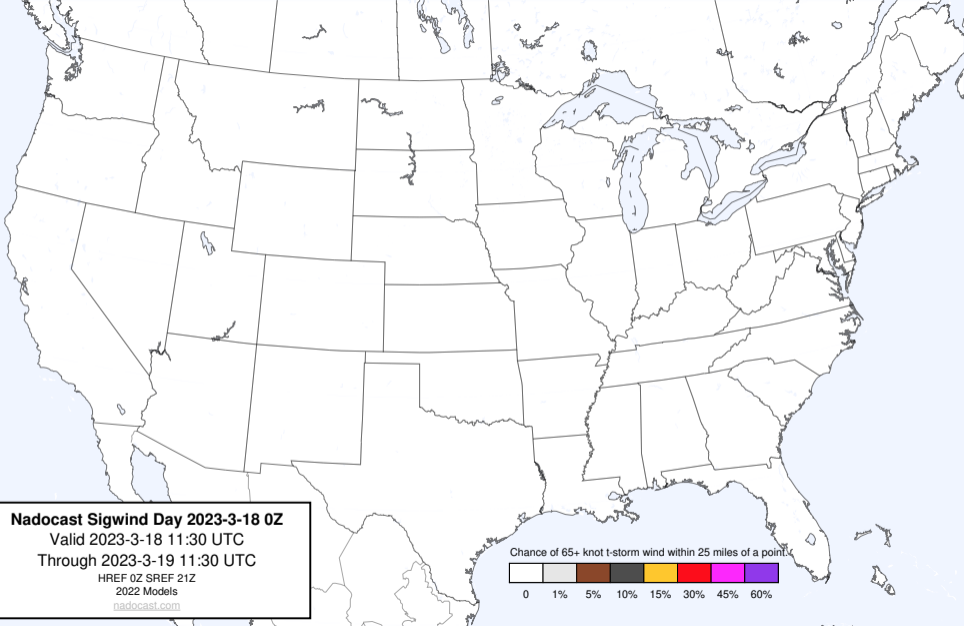 Nadocast Sigwind Day 2023-3-18 0Z
Valid 2023-3-18 11:30 UTC
Through 2023-3-19 11:30 UTC
HREF 0Z SREF 21Z
2022 Models
nadocast.com
Chance of 65+ knot t-storm wind within 25 miles of a point.
0 1% 5% 10% 15% 30% 45% 60%